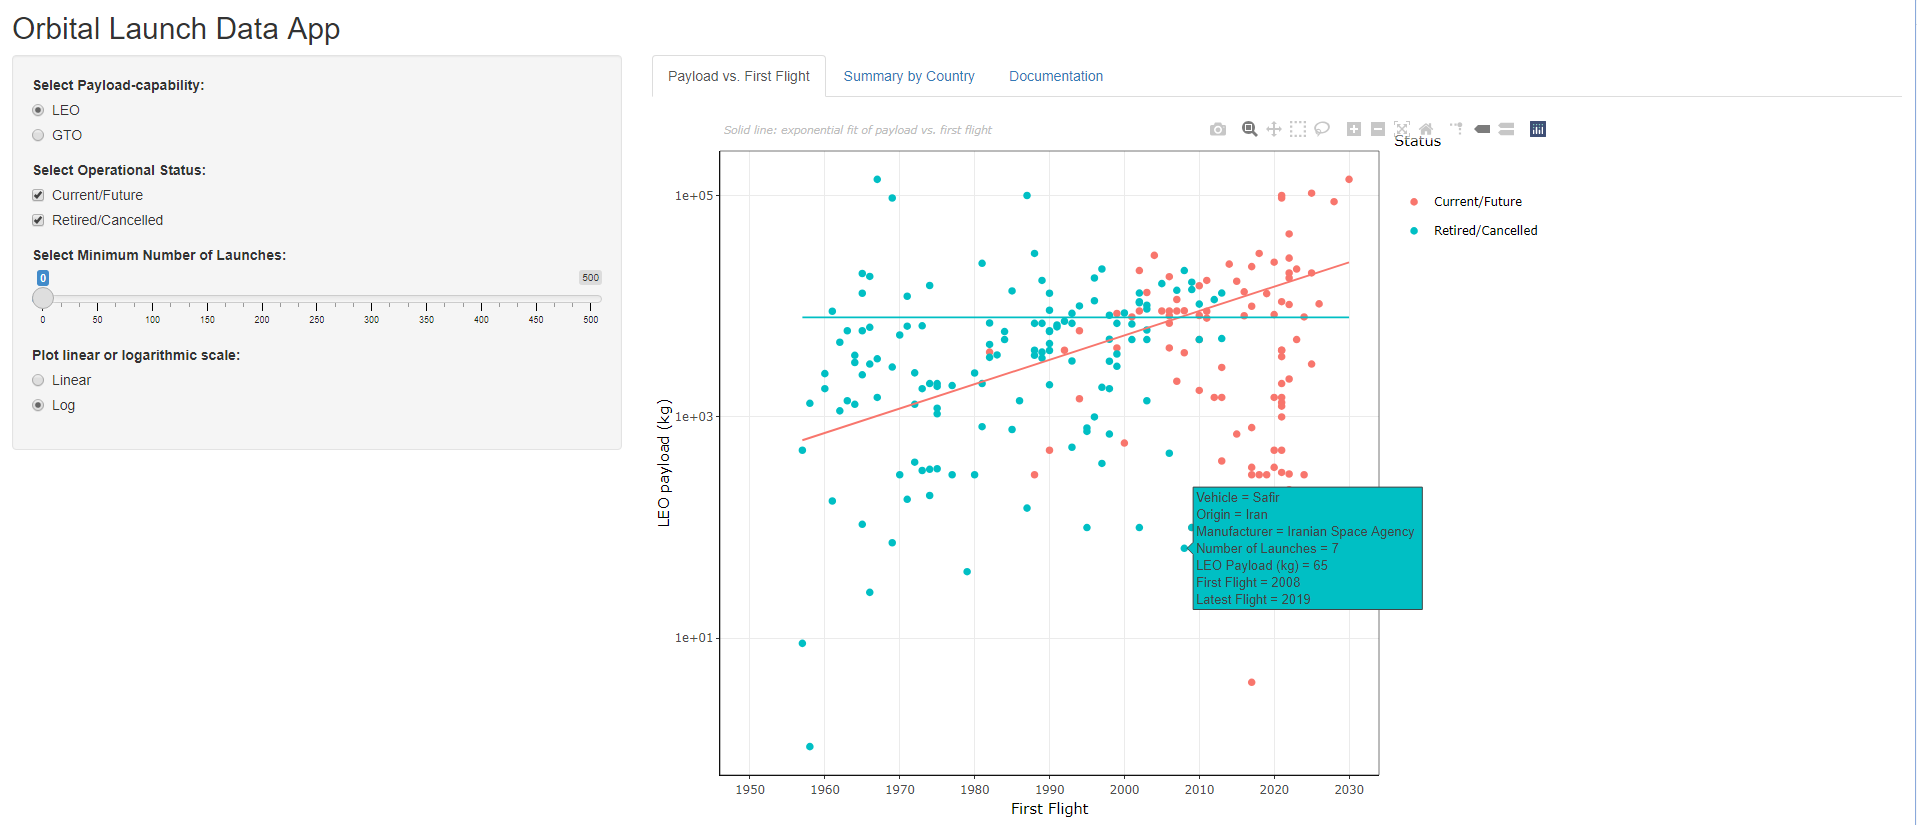 Orbital Launch Data App
Select Payload-capability:
LEO
GTO
Select Operational Status:
Current/Future
Retired/Cancelled
Select Minimum Number of Launches:
0 500
0 50 100 150 200 250 300 350 400 450 500
Plot linear or logarithmic scale:
Linear
Log
Payload vs. First Flight Summary by Country Documentation
Solid line: exponential fit of payload vs. first flight
Status
Current/Future
Retired/Cancelled
1e+05
1e+03
1e+01
LEO payload (kg)
Vehicle = Safir
Origin = Iran
Manufacturer = Iranian Space Agency
Number of Launches = 7
LEO Payload (kg) = 65
First Flight = 2008
Latest Flight = 2019
1950 1960 1970 1980 1990 2000 2010 2020 2030
First Flight